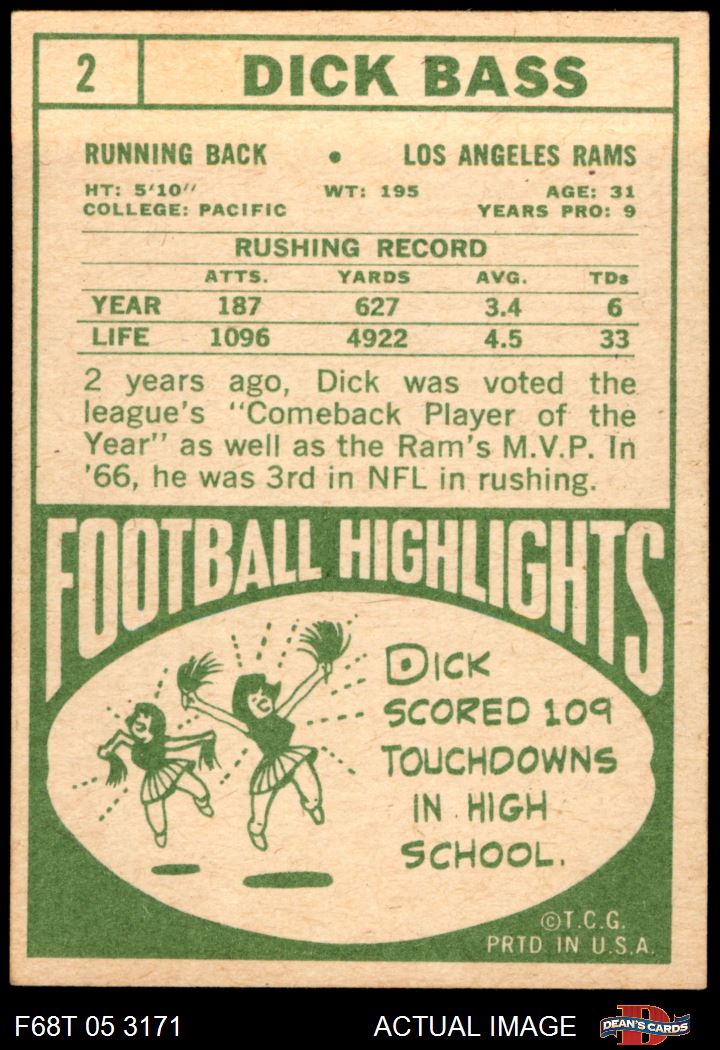 2 DICK BASS
RUNNING BACK • LOS ANGELES RAMS
HT: 5'10" WT: 195 AGE: 31
COLLEGE: PACIFIC YEARS PRO: 9
RUSHING RECORD
ATTS. YARDS AVG. TDs
YEAR 187 627 3.4 6
LIFE 1096 4922 4.5 33
2 years ago, Dick was voted the
league's "Comeback Player of the
Year" as well as the Ram's M.V.P. In
'66, he was 3rd in NFL in rushing.
FOOTBALL HIGHLIGHTS
DICK
SCORED 109
TOUCHDOWNS
IN HIGH
SCHOOL.
©T.C.G.
PRTD IN U.S.A.
F68T 05 3171 ACTUAL IMAGE D DEAN'S CARDS